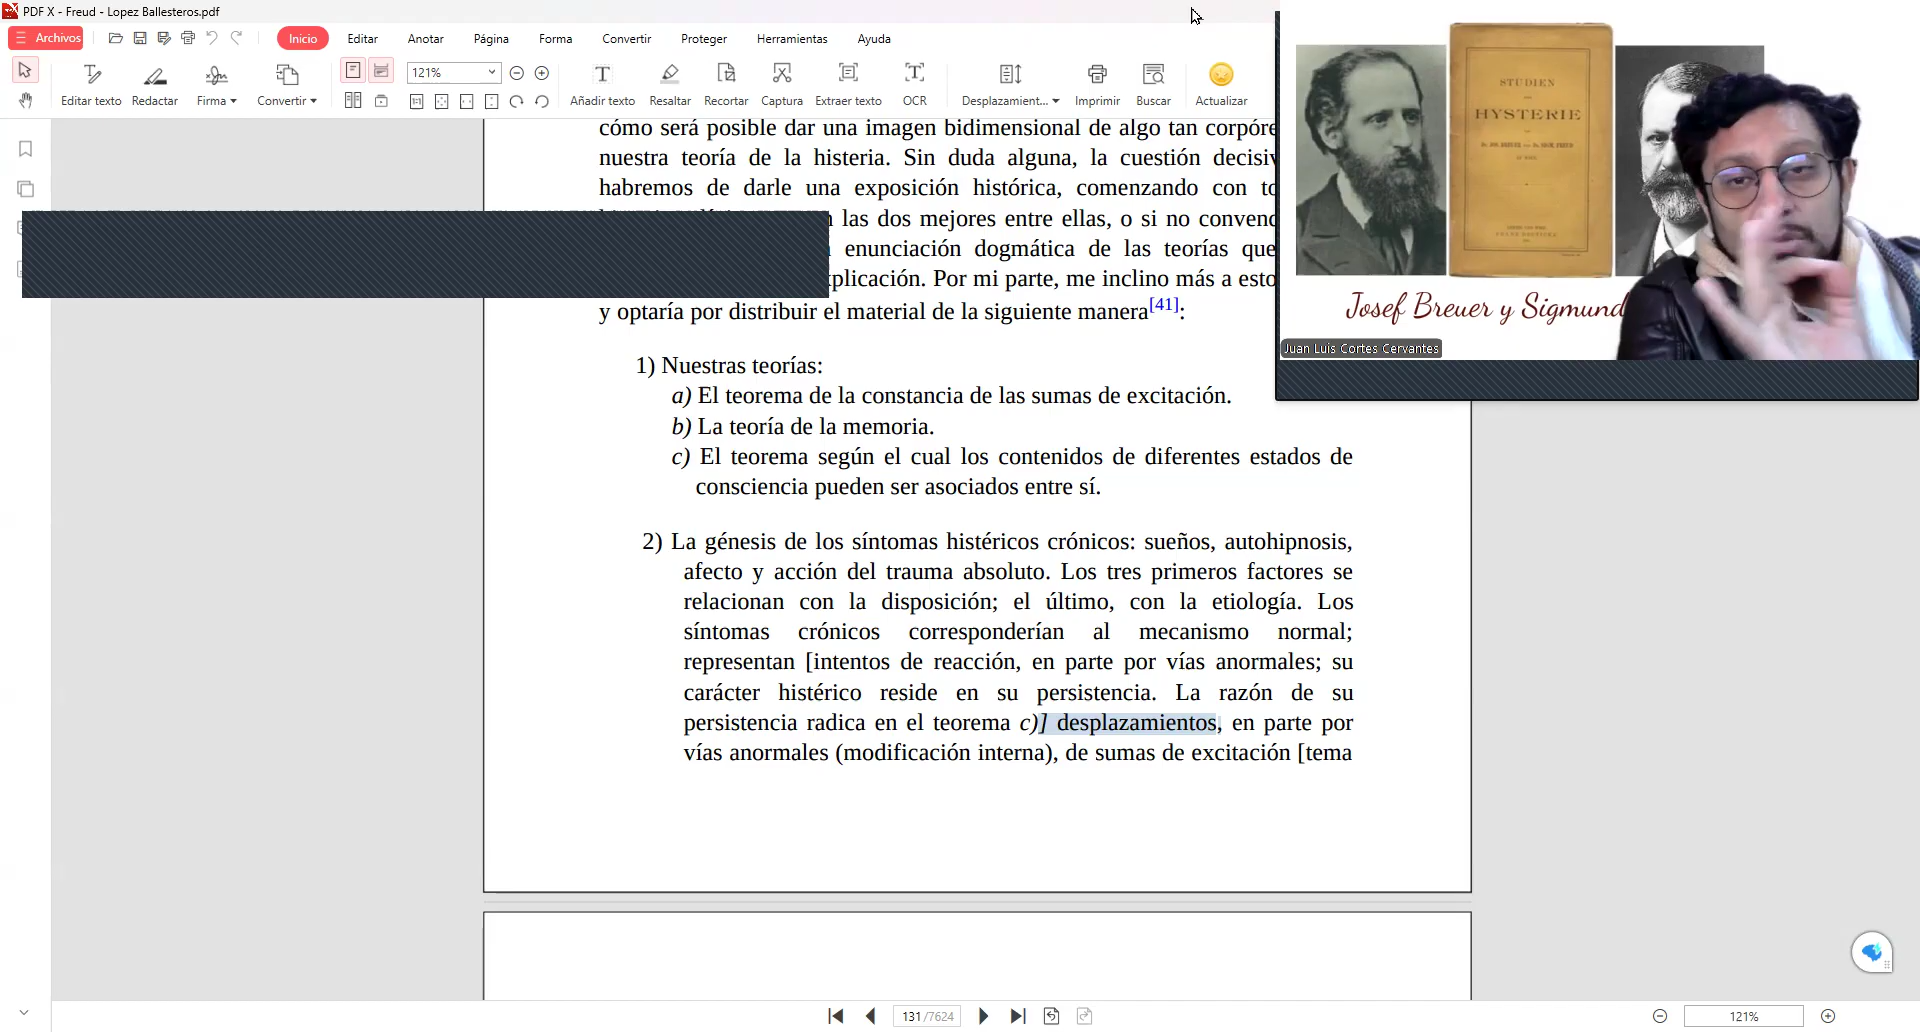 PDF X - Freud - Lopez Ballesteros.pdf
Archivos
Inicio
Editar
Anotar
Página
Forma
Convertir
Proteger
Herramientas
Ayuda
121%
Editar texto
Redactar
Firma
Convertir
Añadir texto
Resaltar
Recortar
Captura
Extraer texto
OCR
Desplazamient...
Imprimir
Buscar
Actualizar
STUDIEN
HYSTERIE
Josef Breuer y Sigmund
Juan Luis Cortes Cervantes
cómo será posible dar una imagen bidimensional de algo tan
nuestra teoría de la histeria. Sin duda alguna, la cuestión
habremos de darle una exposición histórica, comenzando con
las dos mejores entre ellas, o si no
enunciación dogmática de las teorías que
Por mi parte, me inclino más a
y optaría por distribuir el material de la siguiente manera[41]:
1) Nuestras teorías:
a) El teorema de la constancia de las sumas de excitación.
b) La teoría de la memoria.
c) El teorema según el cual los contenidos de diferentes estados de
consciencia pueden ser asociados entre sí.
2) La génesis de los síntomas histéricos crónicos: sueños, autohipnosis,
afecto y acción del trauma absoluto. Los tres primeros factores se
relacionan con la disposición; el último, con la etiología. Los
síntomas crónicos corresponderían al mecanismo normal;
representan [intentos de reacción, en parte por vías anormales; su
carácter histérico reside en su persistencia. La razón de su
persistencia radica en el teorema c)] desplazamientos, en parte por
vías anormales (modificación interna), de sumas de excitación [tema
131/7624
121%